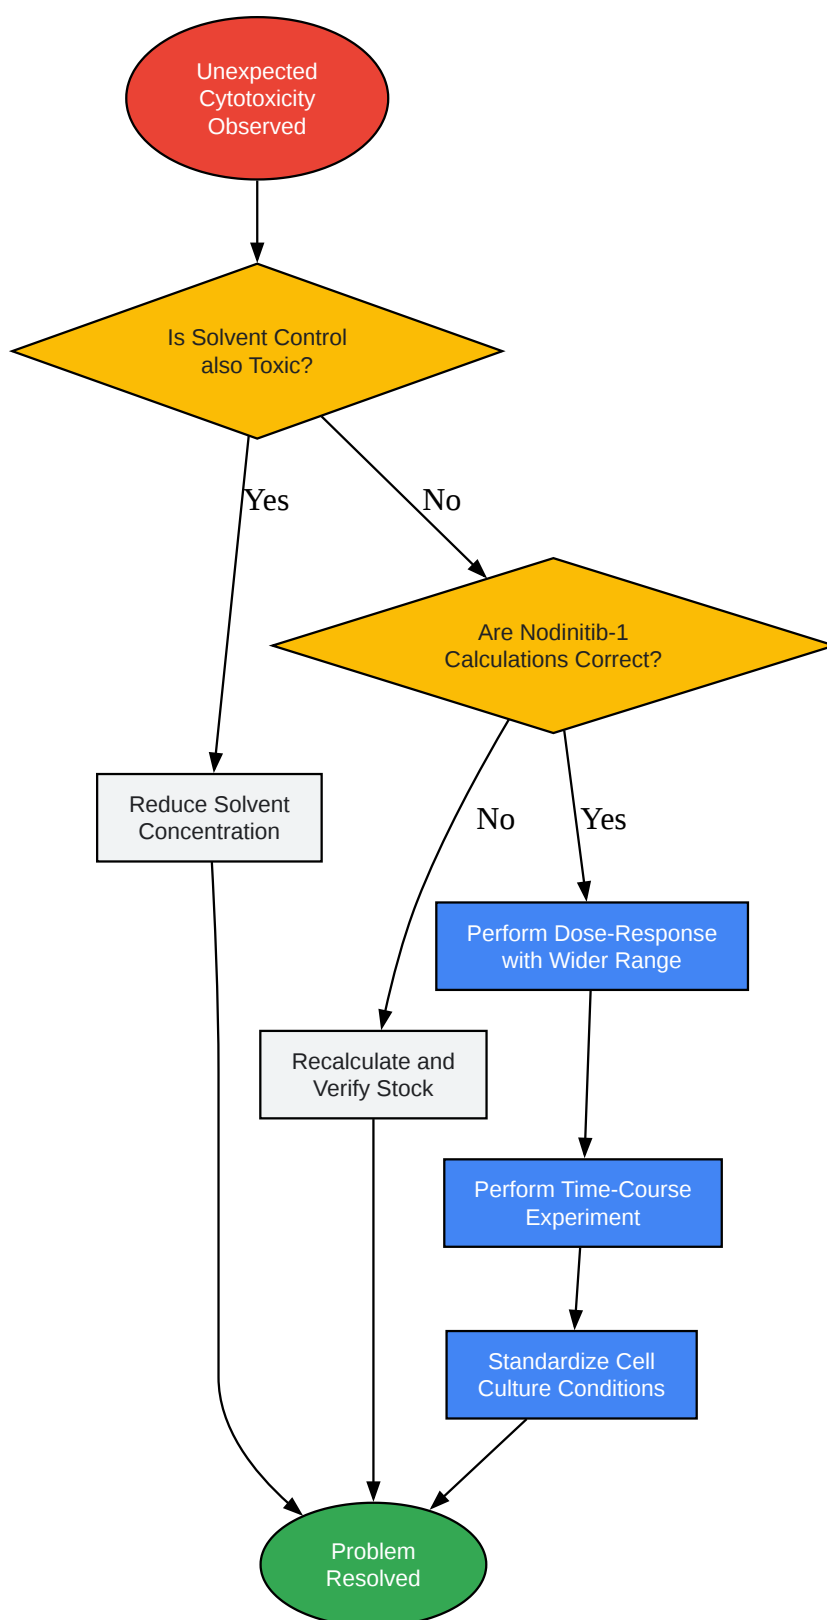 Unexpected
Cytotoxicity
Observed
Is Solvent Control
also Toxic?
Yes
No
Are Nodinitib-1
Calculations Correct?
Reduce Solvent
Concentration
No
Yes
Perform Dose-Response
with Wider Range
Recalculate and
Verify Stock
Perform Time-Course
Experiment
Standardize Cell
Culture Conditions
Problem
Resolved